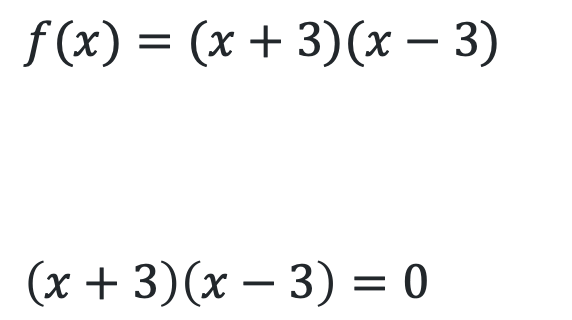 f(x) = (x + 3)(x − 3)
(x + 3)(x − 3) = 0